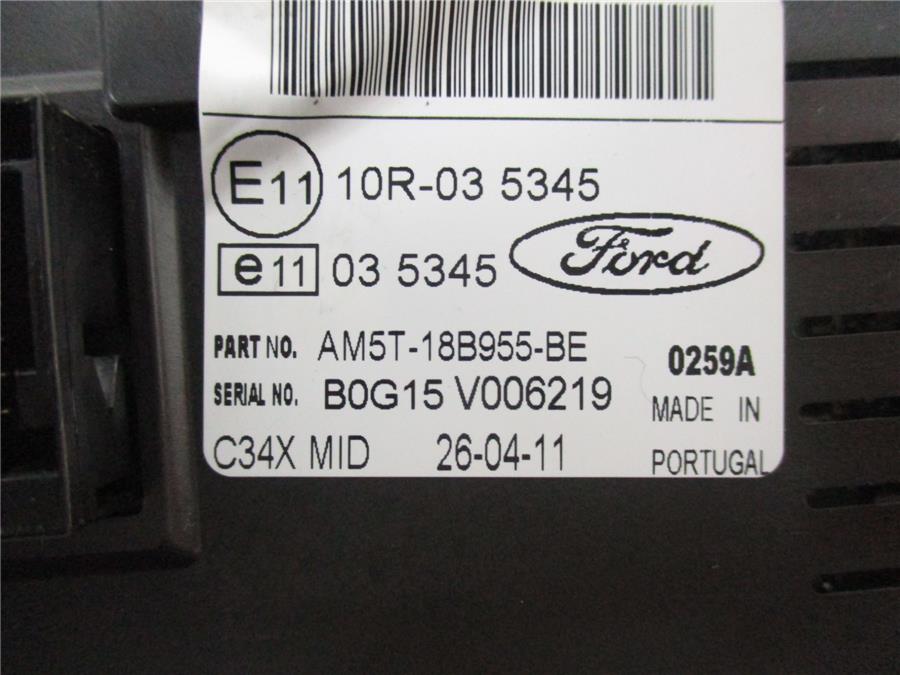 E11 10R-03 5345
e11 03 5345 Ford
PART NO. AM5T-18B955-BE 0259A
SERIAL NO. B0G15 V006219 MADE IN
C34X MID 26-04-11 PORTUGAL